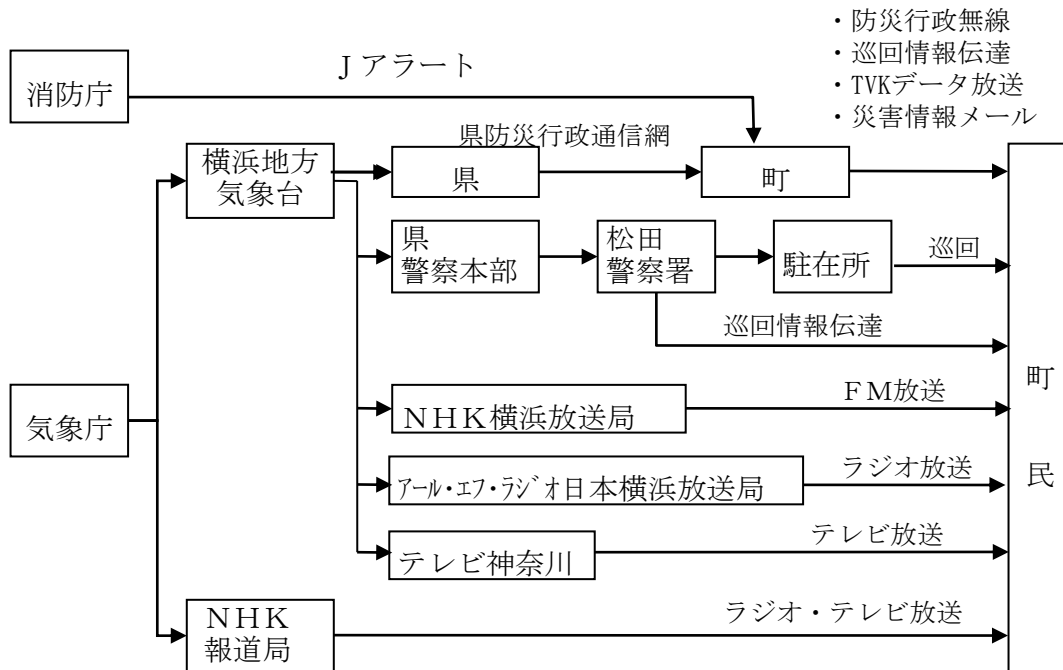 ・防災行政無線
・巡回情報伝達
・TVKデータ放送
・災害情報メール
消防庁
Ｊアラート
県防災行政通信網
横浜地方
気象台
県
町
県
警察本部
松田
警察署
駐在所
巡回
巡回情報伝達
町
民
気象庁
ＮＨＫ横浜放送局
ＦＭ放送
ｱｰﾙ･ｴﾌ･ﾗｼﾞｵ日本横浜放送局
ラジオ放送
テレビ神奈川
テレビ放送
ＮＨＫ
報道局
ラジオ・テレビ放送